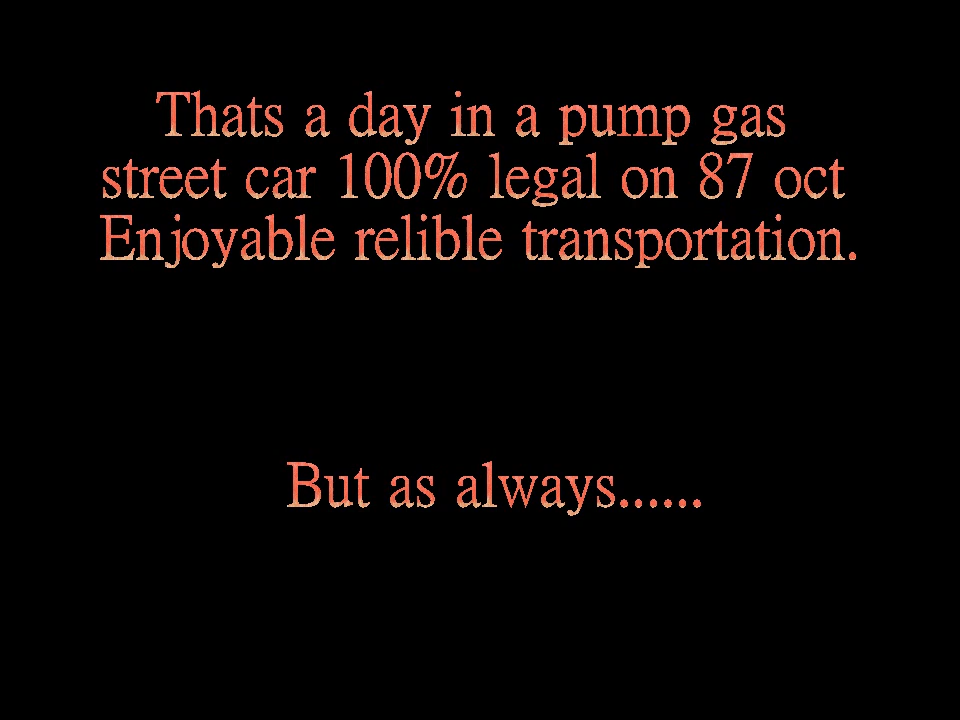 Thats a day in a pump gas
street car 100% legal on 87 oct
Enjoyable relible transportation.
But as always......